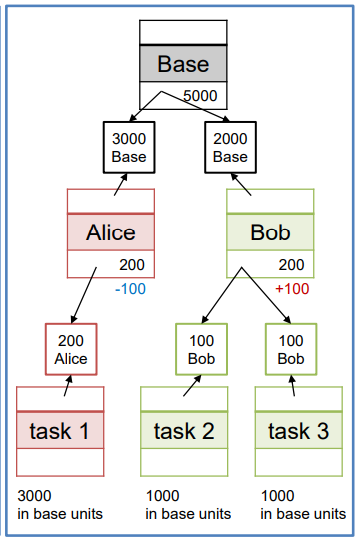 Base
5000
3000
Base
2000
Base
Alice
200
-100
Bob
200
+100
200
Alice
100
Bob
100
Bob
task 1
task 2
task 3
3000
in base units
1000
in base units
1000
in base units